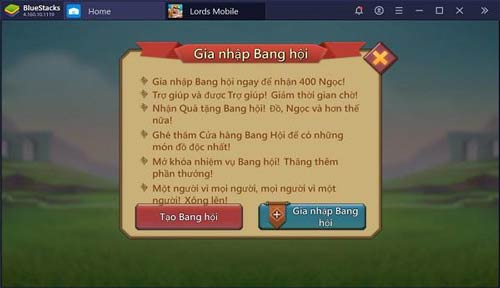 BlueStacks
4.160.10.1119
Home
Lords Mobile
Gia nhập Bang hội
Gia nhập Bang hội ngay để nhận 400 Ngọc!
Trợ giúp và được Trợ giúp! Giảm thời gian chờ!
Nhận Quà tặng Bang hội! Đồ, Ngọc và hơn thế
nữa!
Ghé thăm Cửa hàng Bang Hội để có những
món đồ độc nhất!
Mở khóa nhiệm vụ Bang hội! Thăng thêm
phần thưởng!
Một người vì mọi người, mọi người vì một
người! Xông lên!
Tạo Bang hội
Gia nhập Bang
hội